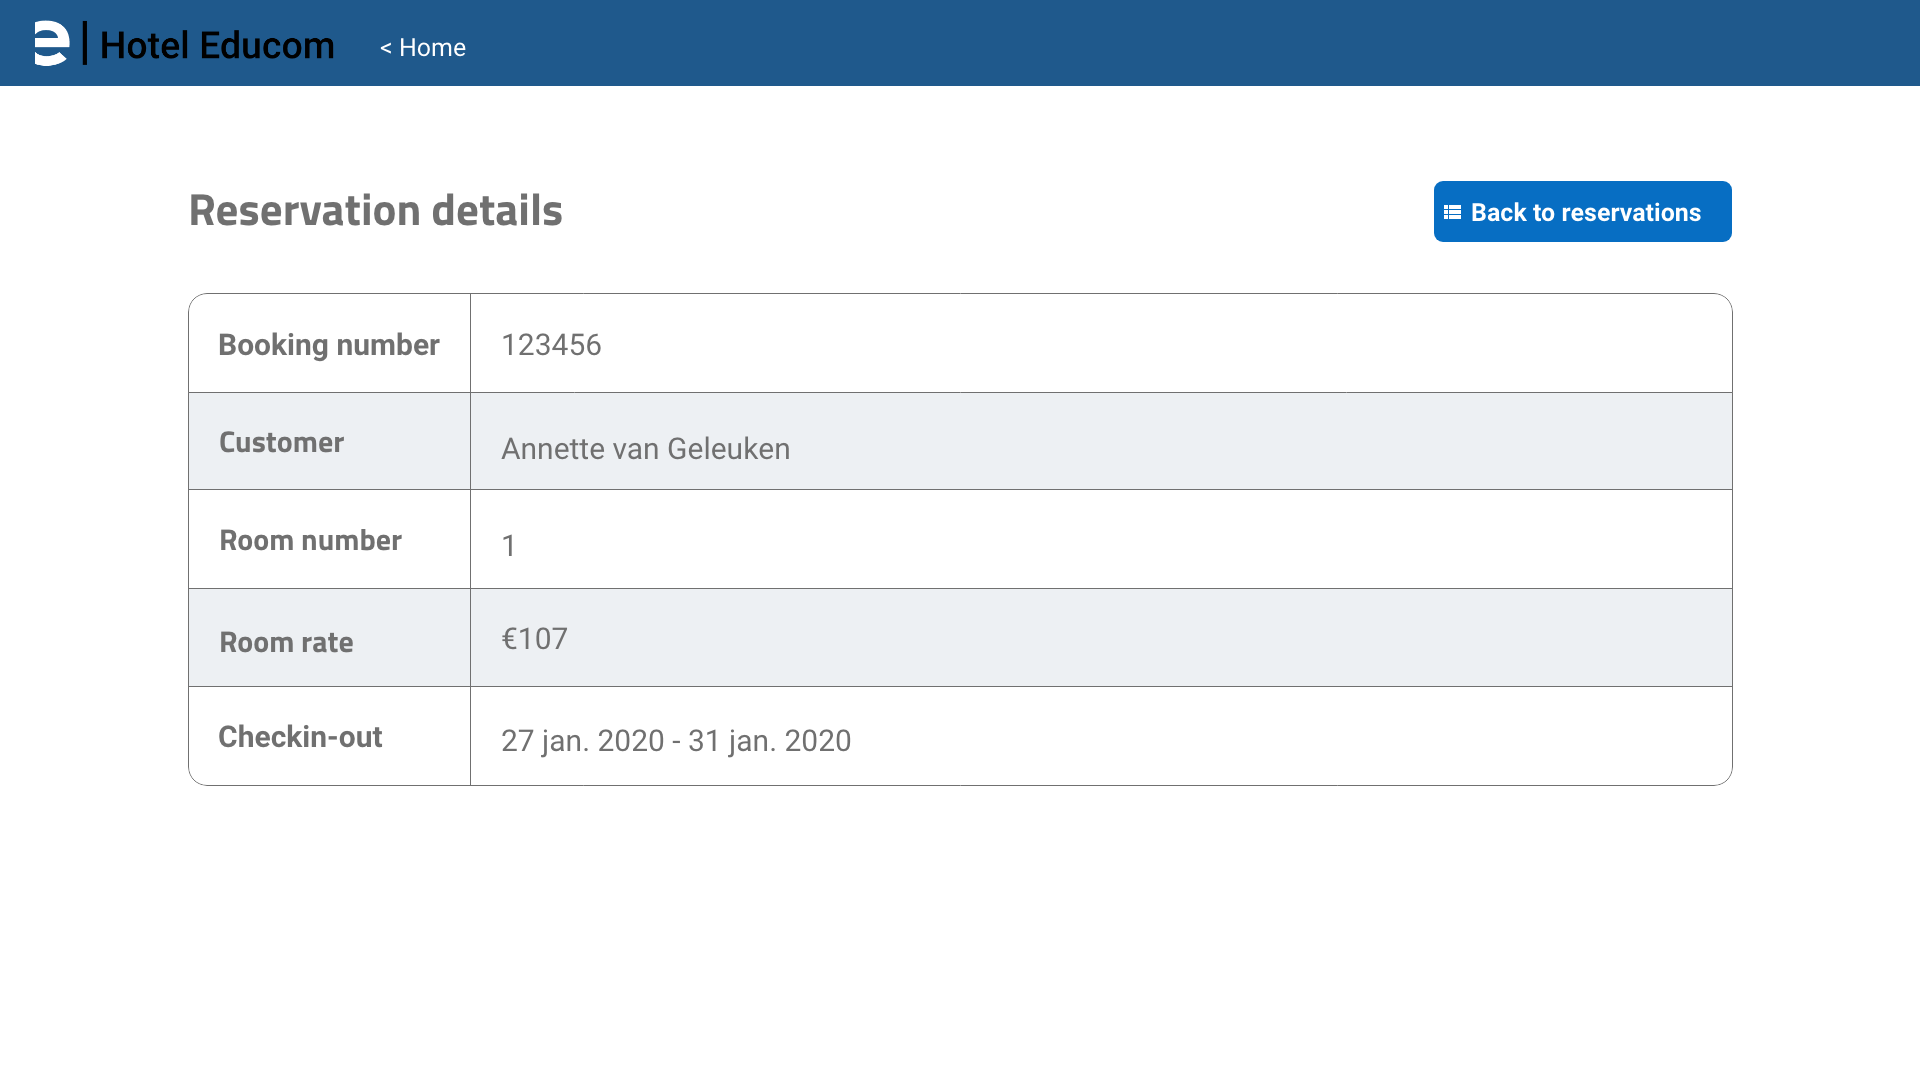 e | Hotel Educom < Home
Reservation details
Back to reservations
Booking number 123456
Customer Annette van Geleuken
Room number 1
Room rate €107
Checkin-out 27 jan. 2020 - 31 jan. 2020